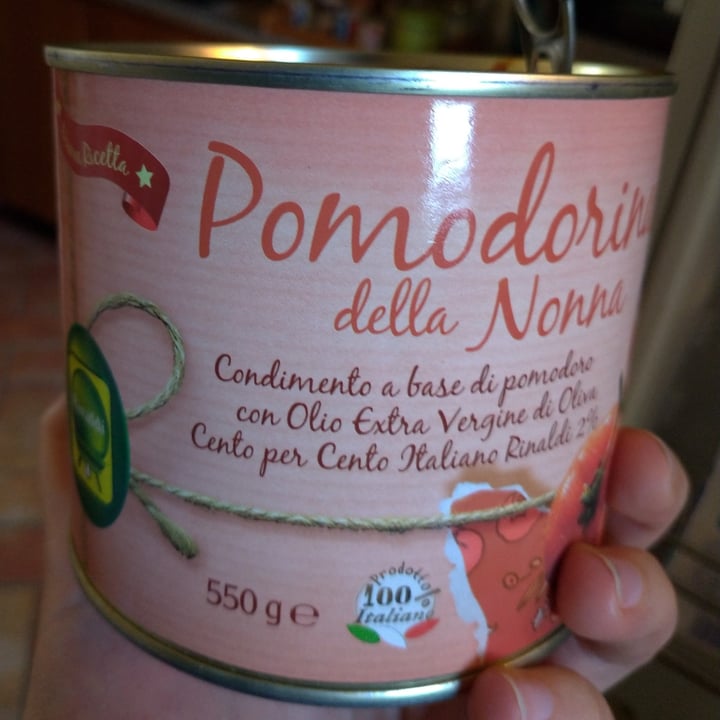 Ricetta
Pomodorin
della Nonna
Condimento a base di pomodoro
con Olio Extra Vergine di Oliva
Cento per Cento Italiano Rinaldi 2%
550 g e
Prodotto
100%
Italiano